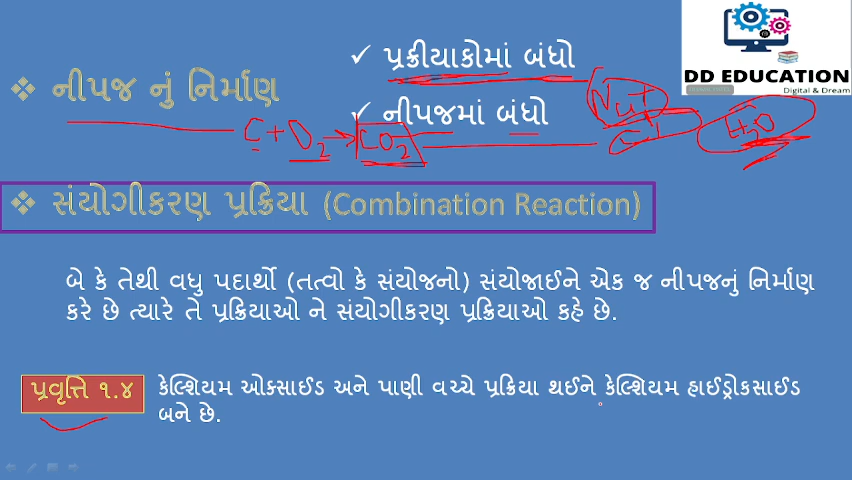 ✓ પ્રક્રીયાકોમાં બંધો
❖ નીપજ નું નિર્માણ
✓ નીપજમાં બંધો
DD EDUCATION
Digital & Dream
C + O2 → CO2
H2O
❖ સંયોગીકરણ પ્રક્રિયા (Combination Reaction)
બે કે તેથી વધુ પદાર્થો (તત્વો કે સંયોજનો) સંયોજાઈને એક જ નીપજનું નિર્માણ
કરે છે ત્યારે તે પ્રક્રિયાઓ ને સંયોગીકરણ પ્રક્રિયાઓ કહે છે.
પ્રવૃત્તિ ૧.૪
કેલ્શિયમ ઓક્સાઈડ અને પાણી વચ્ચે પ્રક્રિયા થઈને કેલ્શિયમ હાઈડ્રોકસાઈડ
બને છે.